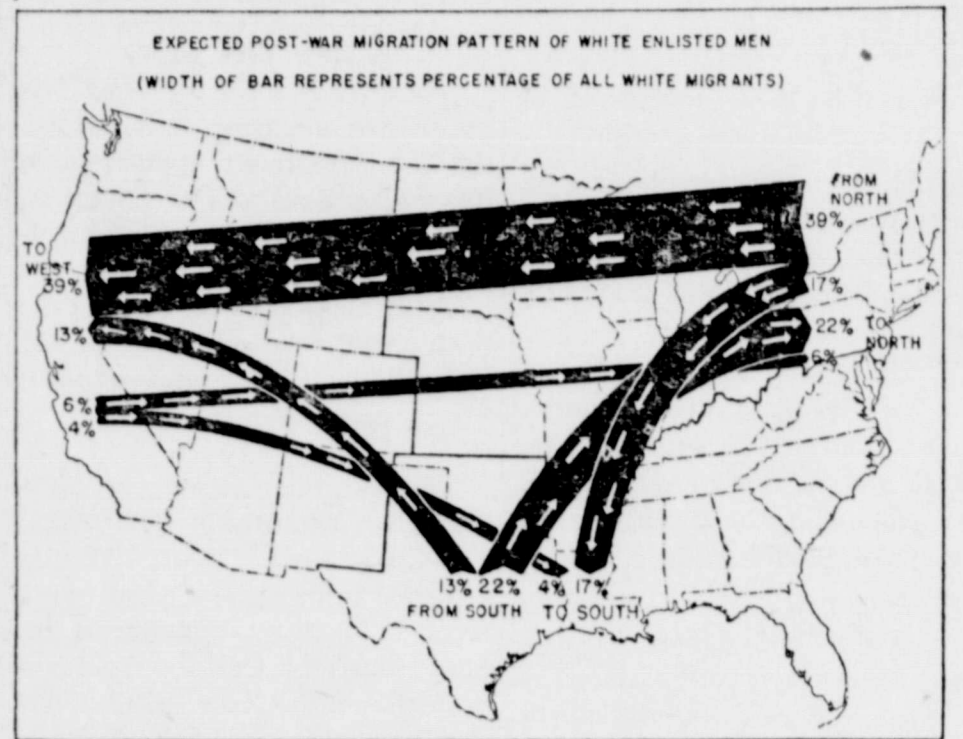 EXPECTED POST-WAR MIGRATION PATTERN OF WHITE ENLISTED MEN
(WIDTH OF BAR REPRESENTS PERCENTAGE OF ALL WHITE MIGRANTS)
FROM
NORTH
39%
TO
WEST
39%
17%
13%
22% TO
NORTH
6%
6%
4%
13% 22% 4% 17%
FROM SOUTH TO SOUTH